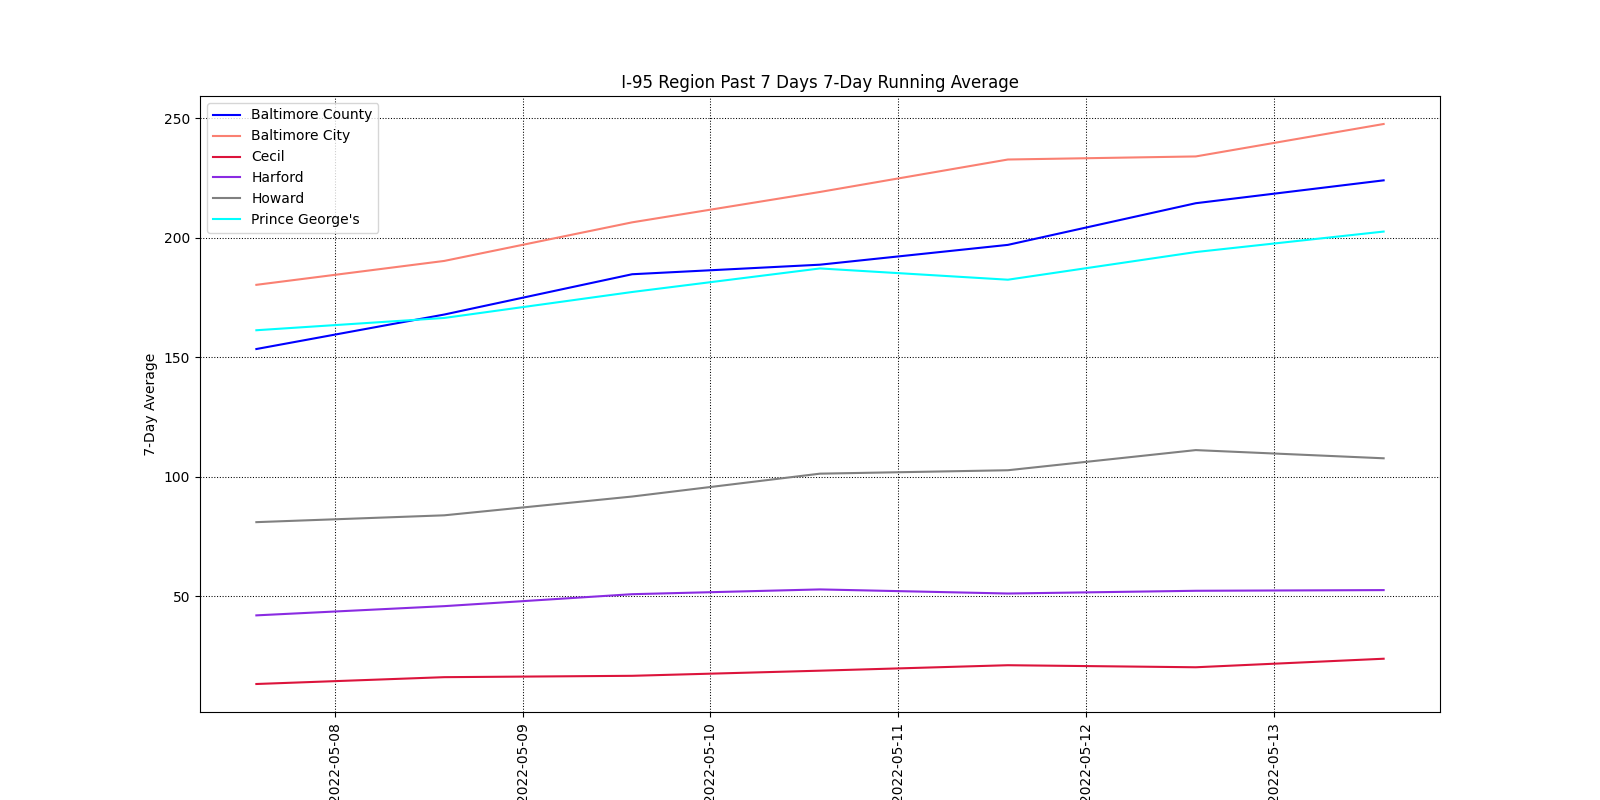 I-95 Region Past 7 Days 7-Day Running Average
Baltimore County
Baltimore City
Cecil
Harford
Howard
Prince George's
7-Day Average
250
200
150
100
50
2022-05-08
2022-05-09
2022-05-10
2022-05-11
2022-05-12
2022-05-13